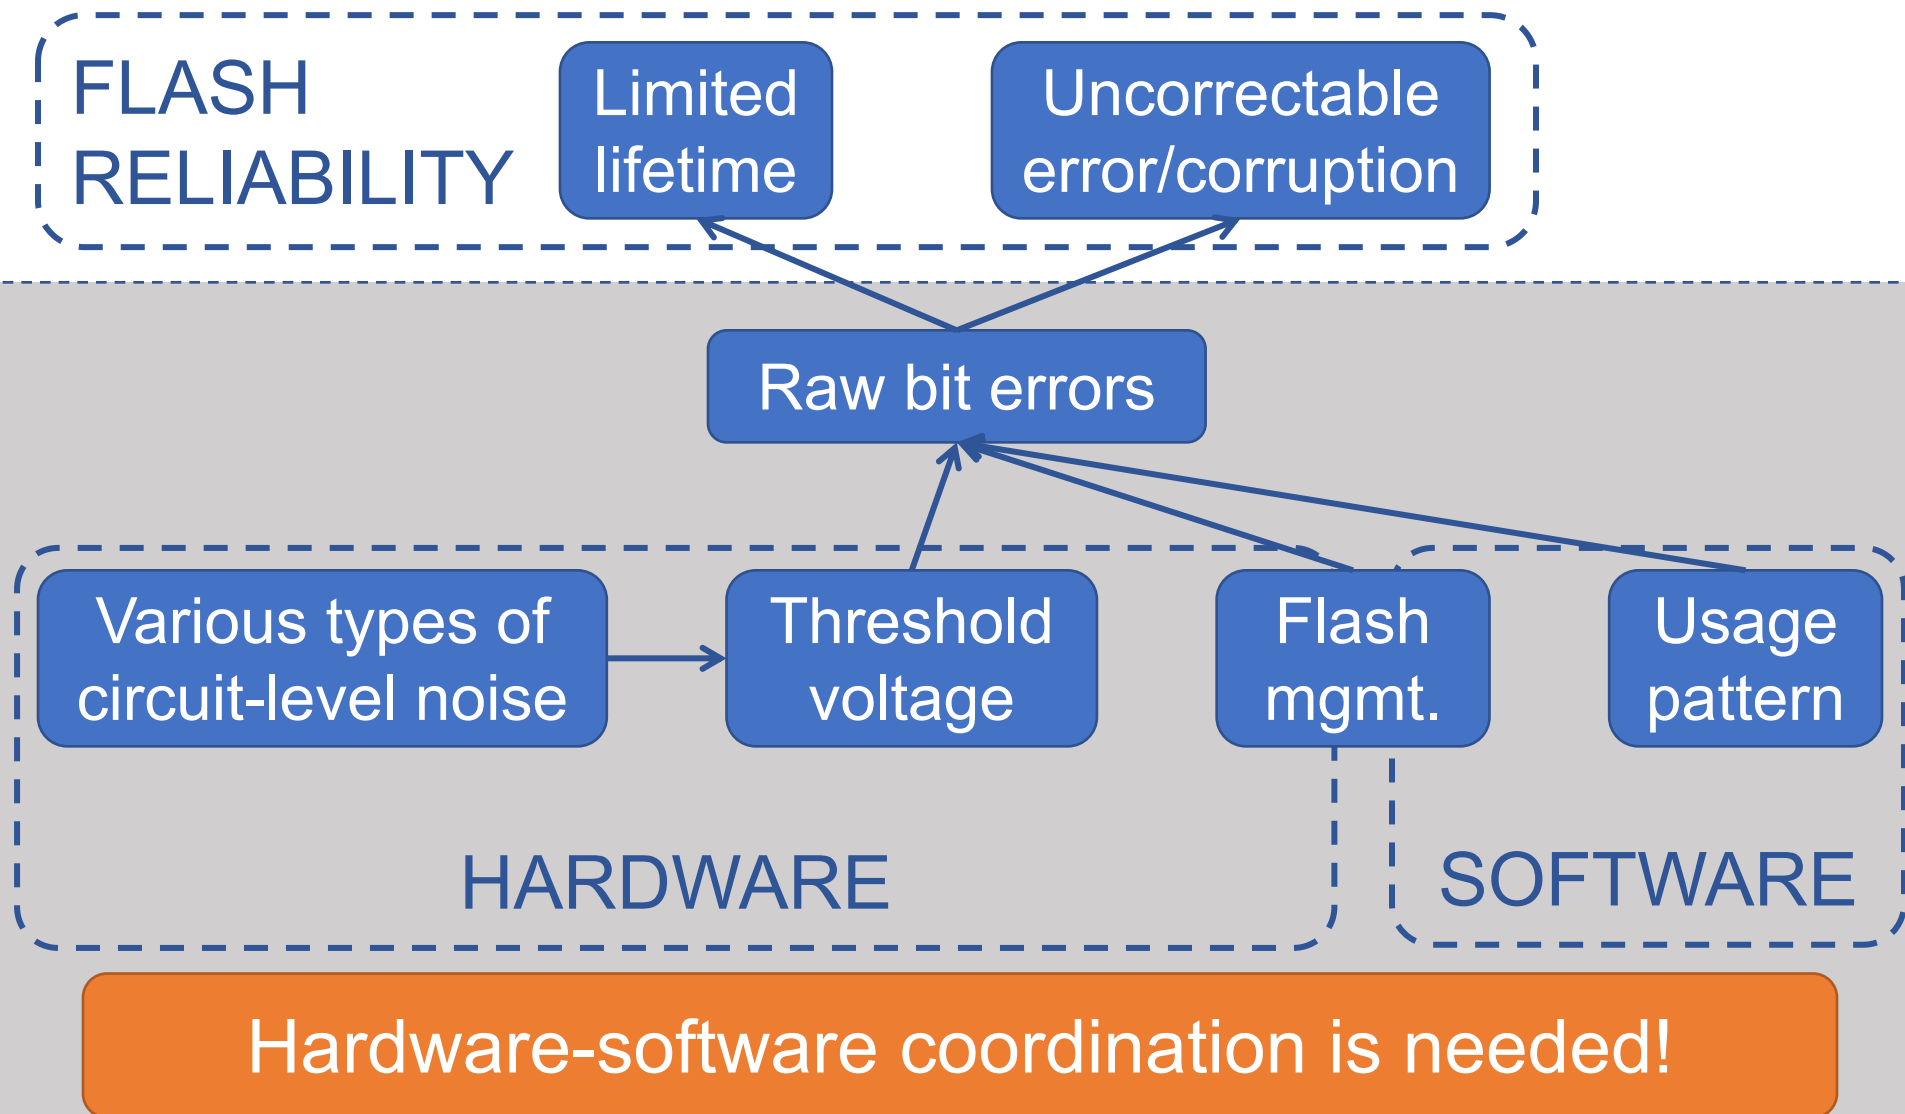 FLASH
RELIABILITY
Limited
lifetime
Uncorrectable
error/corruption
Raw bit errors
Various types of
circuit-level noise
Threshold
voltage
Flash
mgmt.
Usage
pattern
HARDWARE
SOFTWARE
Hardware-software coordination is needed!